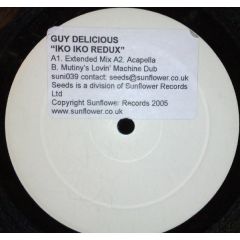 GUY DELICIOUS
"IKO IKO REDUX"
A1. Extended Mix A2. Acapella
B. Mutiny's Lovin' Machine Dub
suni039 contact: seeds@sunflower.co.uk
Seeds is a division of Sunflower Records
Ltd
Copyright Sunflower Records 2005
www.sunflower.co.uk